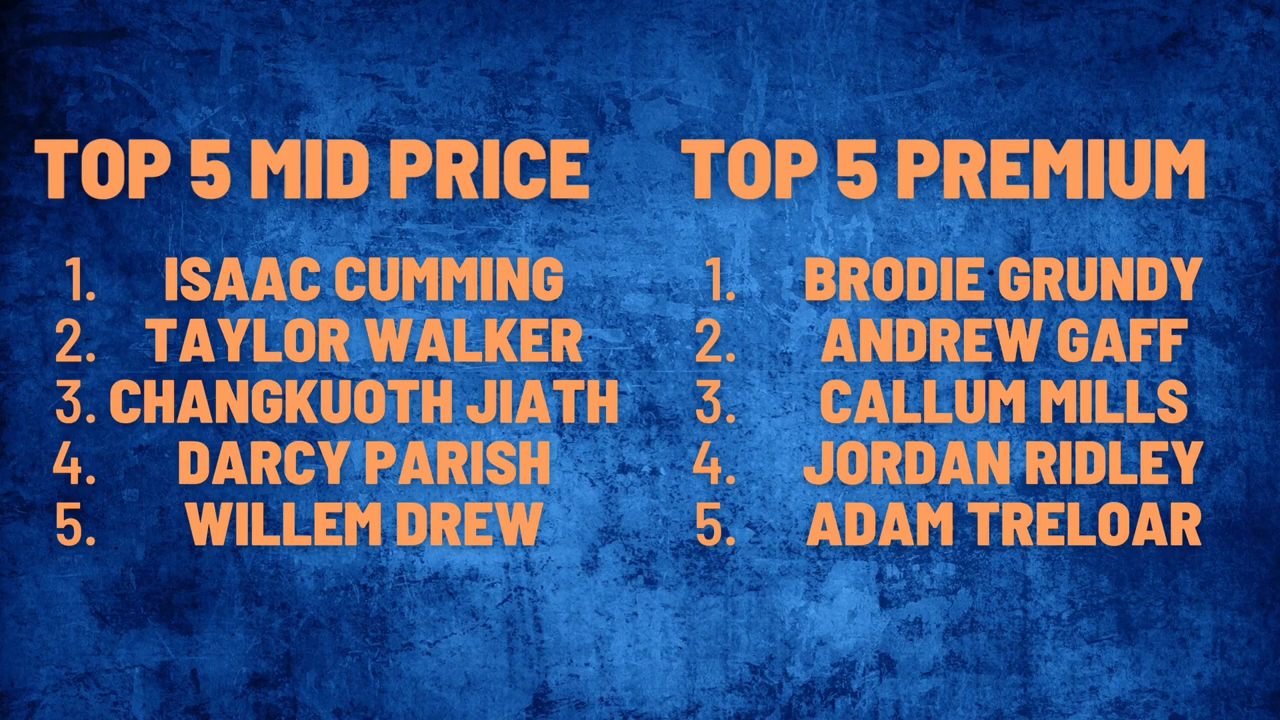 TOP 5 MID PRICE
1. ISAAC CUMMING
2. TAYLOR WALKER
3. CHANGKUOTH JIATH
4. DARCY PARISH
5. WILLEM DREW
TOP 5 PREMIUM
1. BRODIE GRUNDY
2. ANDREW GAFF
3. CALLUM MILLS
4. JORDAN RIDLEY
5. ADAM TRELOAR